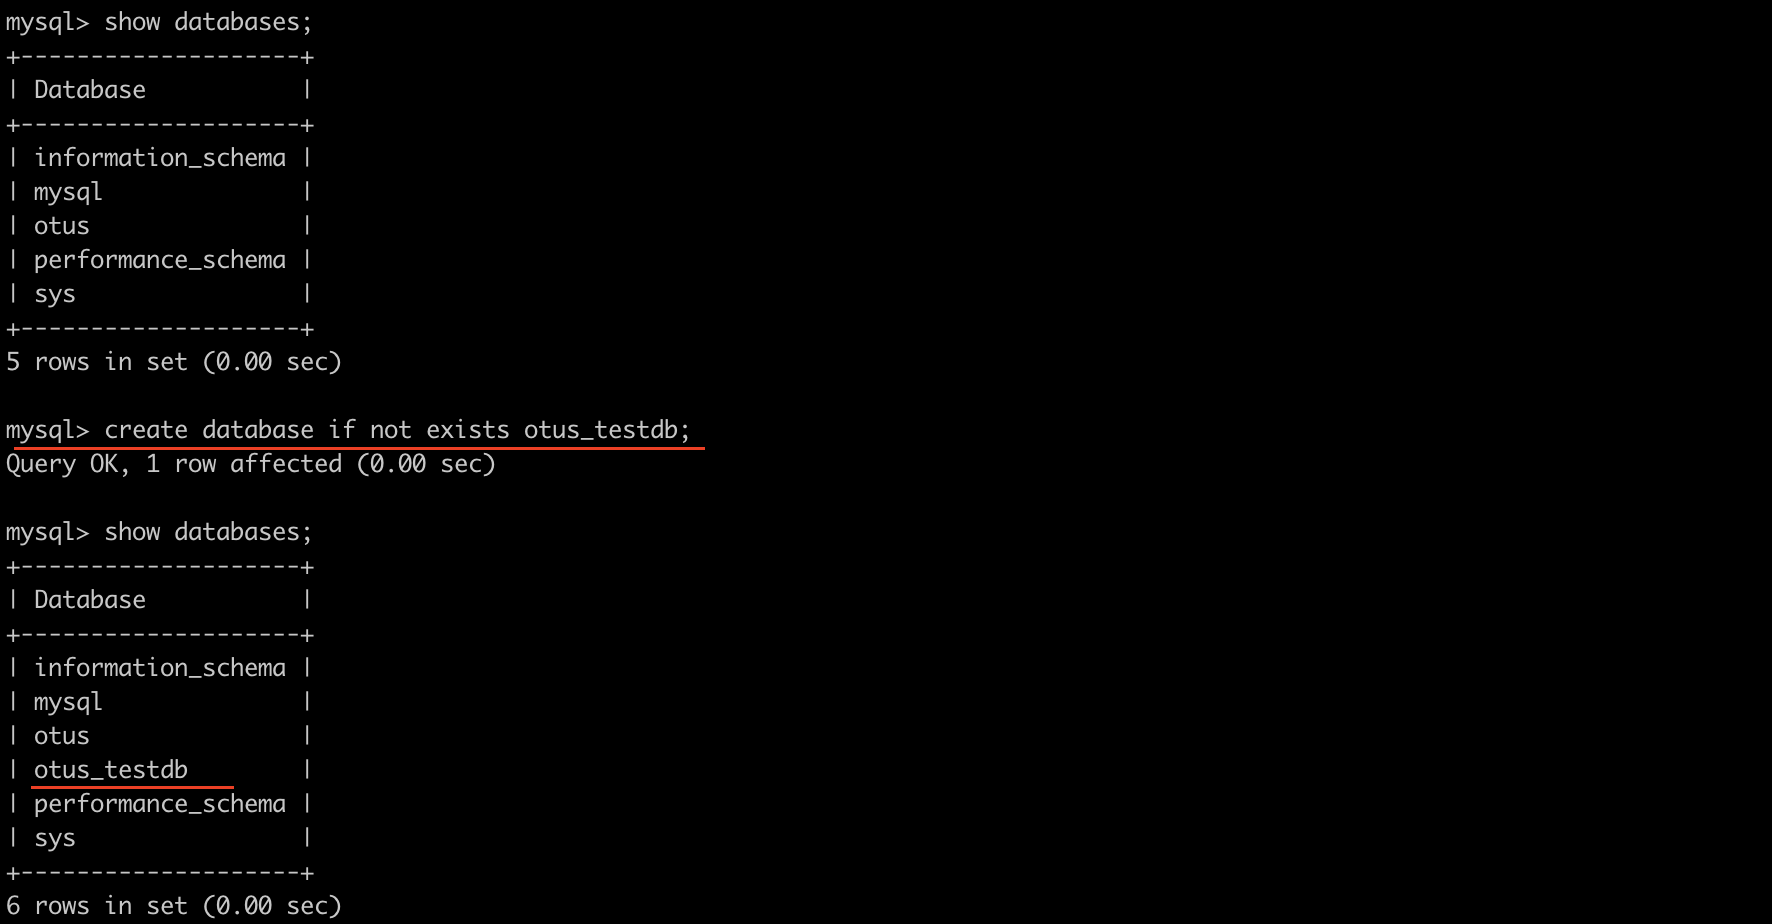 mysql> show databases;
+--------------------+
| Database           |
+--------------------+
| information_schema |
| mysql              |
| otus               |
| performance_schema |
| sys                |
+--------------------+
5 rows in set (0.00 sec)

mysql> create database if not exists otus_testdb;
Query OK, 1 row affected (0.00 sec)

mysql> show databases;
+--------------------+
| Database           |
+--------------------+
| information_schema |
| mysql              |
| otus               |
| otus_testdb        |
| performance_schema |
| sys                |
+--------------------+
6 rows in set (0.00 sec)